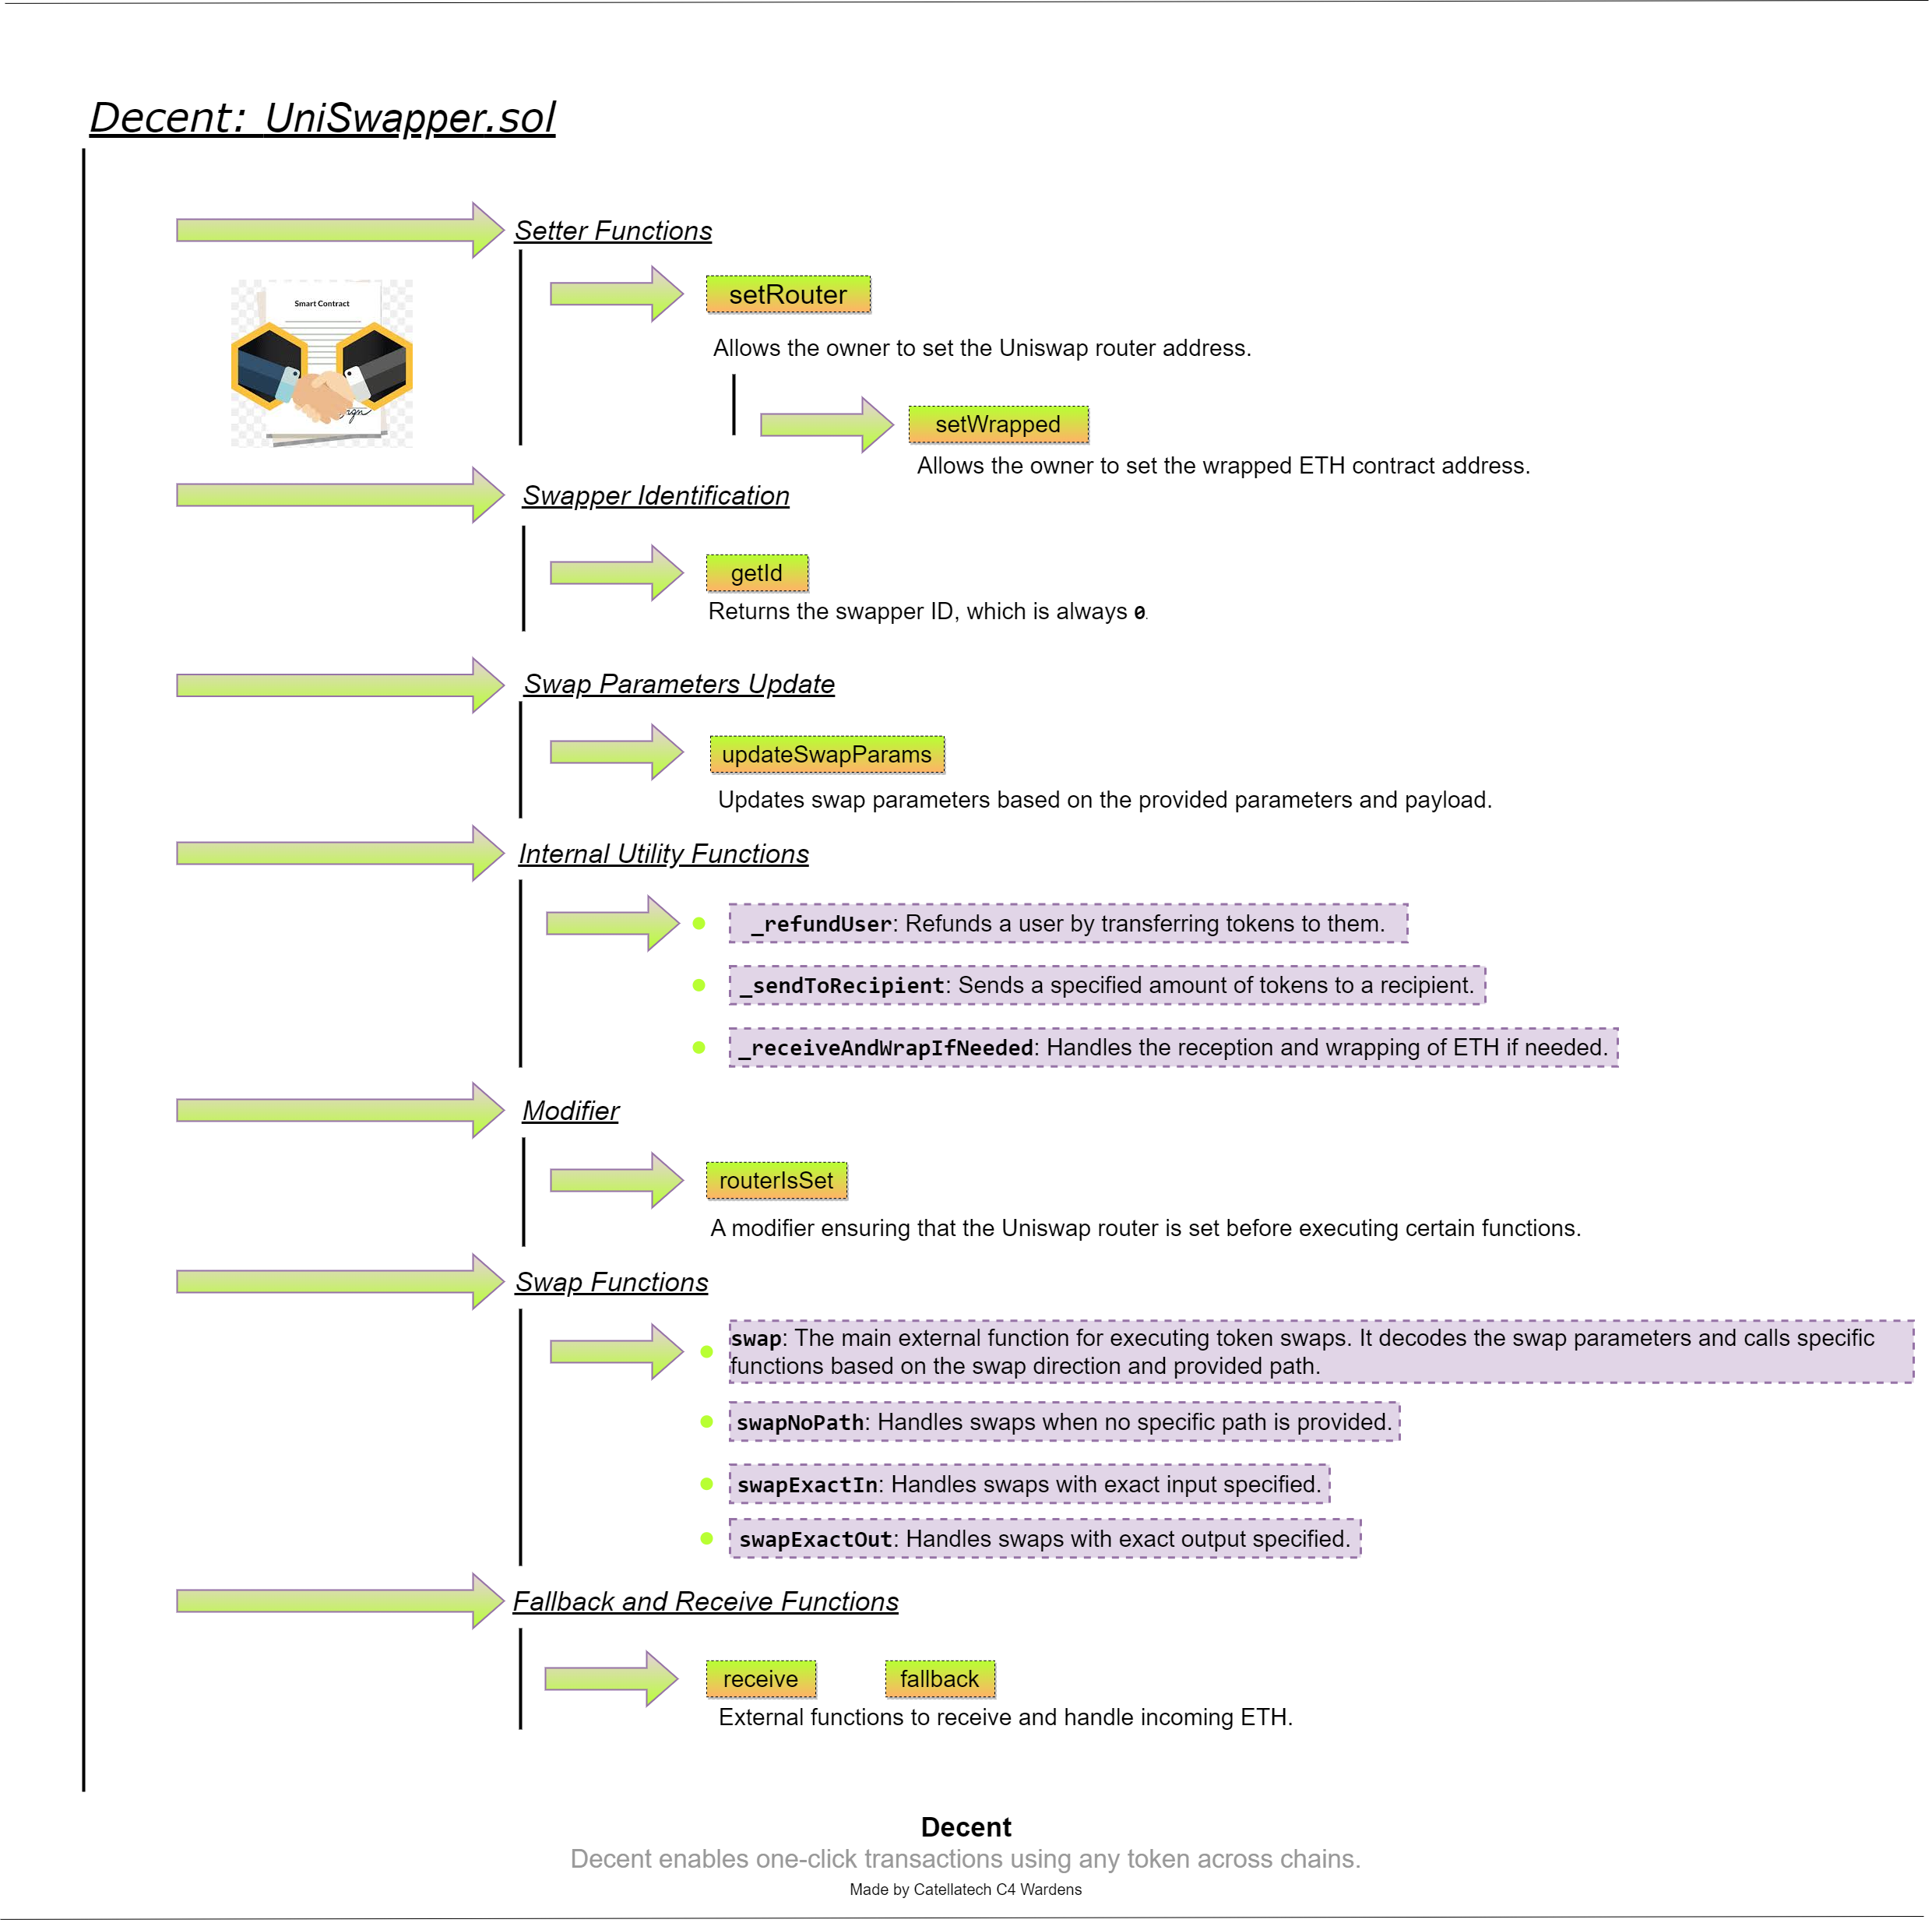 Decent: UniSwapper.sol
Setter Functions
Smart Contract
setRouter
Allows the owner to set the Uniswap router address.
setWrapped
Allows the owner to set the wrapped ETH contract address.
Swapper Identification
getId
Returns the swapper ID, which is always 0.
Swap Parameters Update
updateSwapParams
Updates swap parameters based on the provided parameters and payload.
Internal Utility Functions
_refundUser: Refunds a user by transferring tokens to them.
_sendToRecipient: Sends a specified amount of tokens to a recipient.
_receiveAndWrapIfNeeded: Handles the reception and wrapping of ETH if needed.
Modifier
routerIsSet
A modifier ensuring that the Uniswap router is set before executing certain functions.
Swap Functions
swap: The main external function for executing token swaps. It decodes the swap parameters and calls specific
functions based on the swap direction and provided path.
swapNoPath: Handles swaps when no specific path is provided.
swapExactIn: Handles swaps with exact input specified.
swapExactOut: Handles swaps with exact output specified.
Fallback and Receive Functions
receive fallback
External functions to receive and handle incoming ETH.
Decent
Decent enables one-click transactions using any token across chains.
Made by Catellatech C4 Wardens